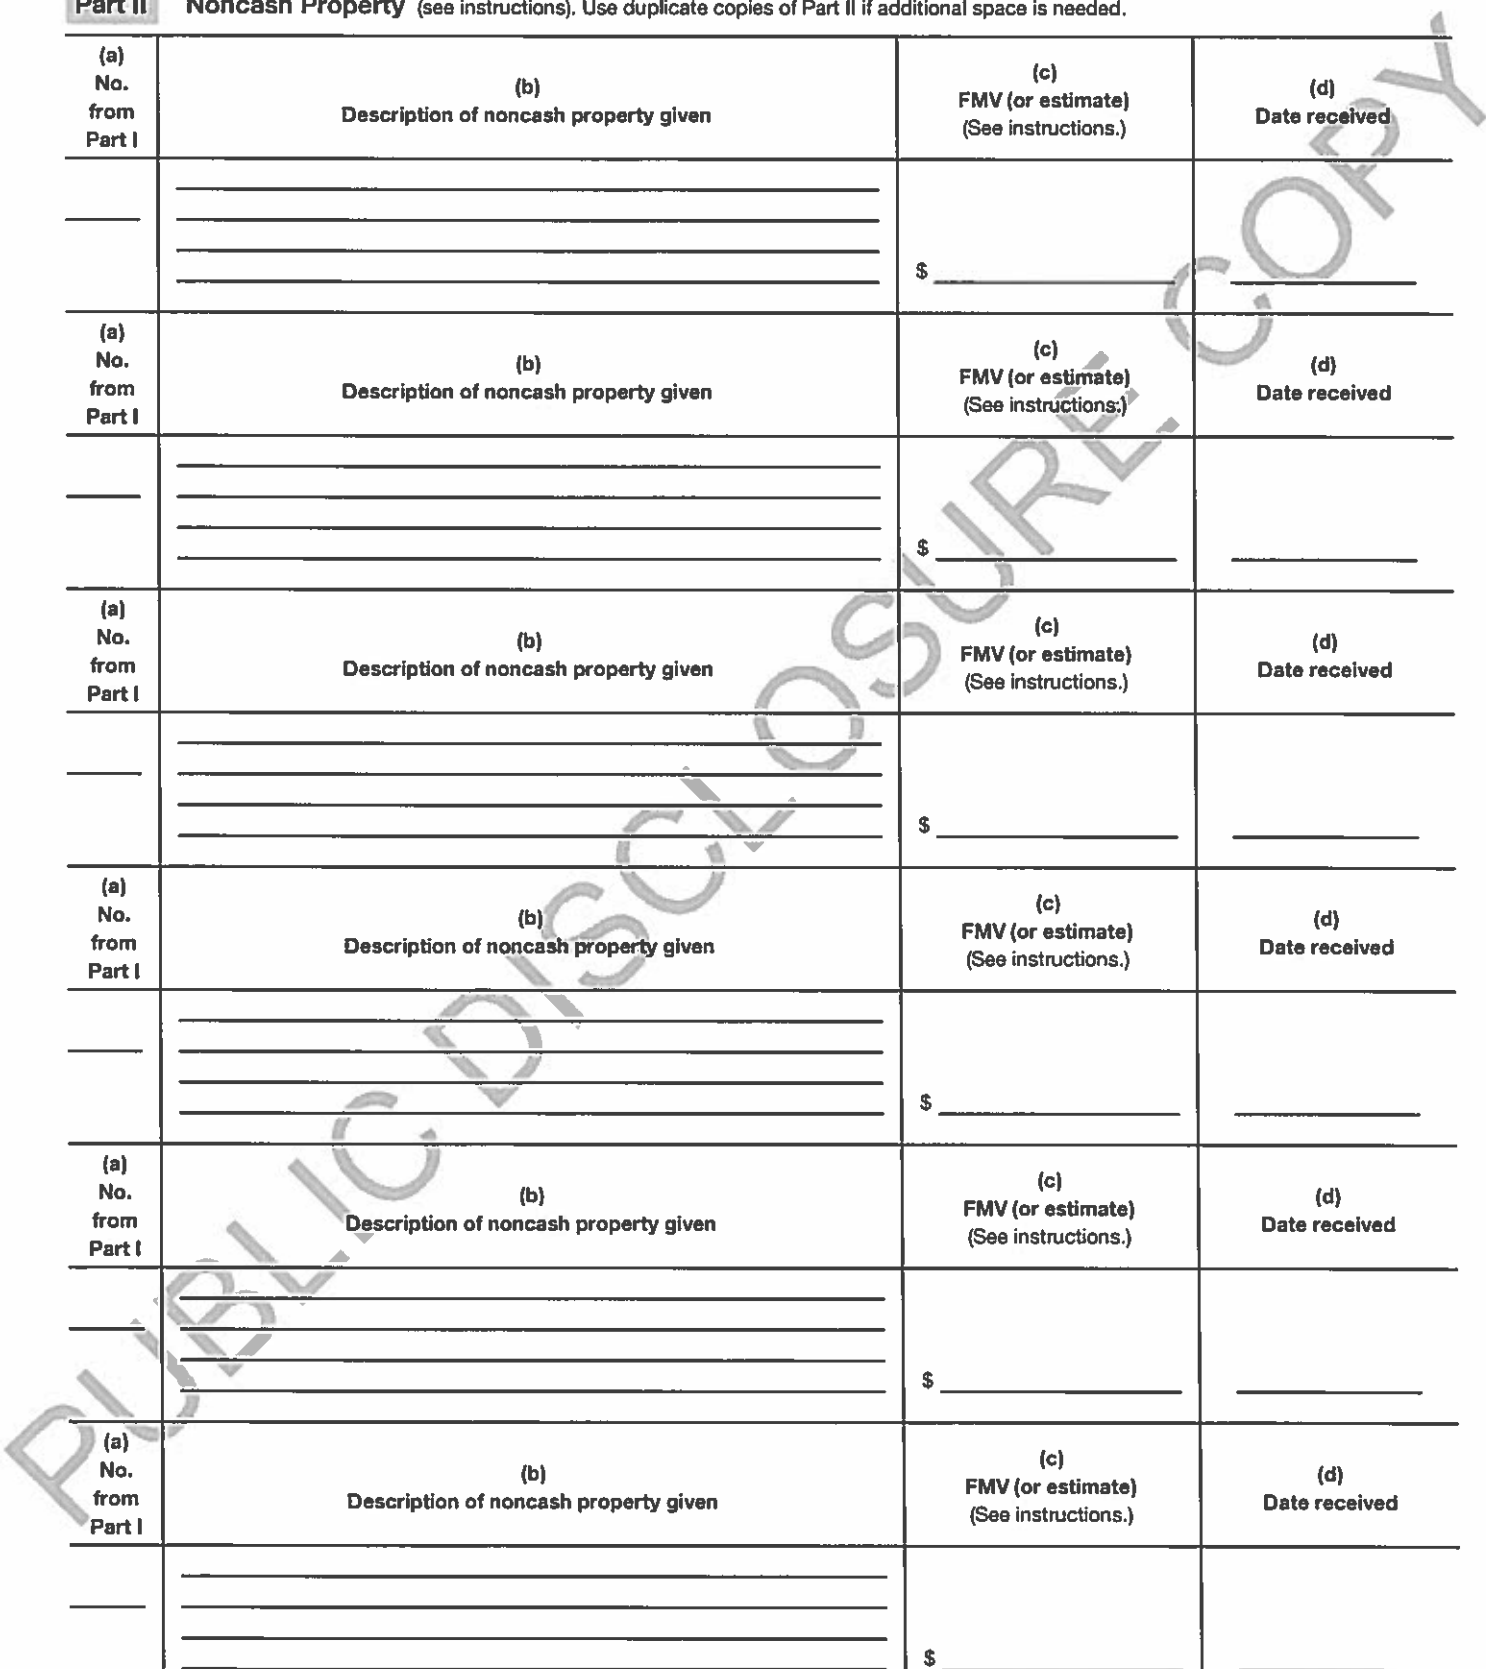 Part II Noncash Property (see instructions). Use duplicate copies of Part II if additional space is needed.
(a)
No.
from
Part I
(b)
Description of noncash property given
(c)
FMV (or estimate)
(See instructions.)
(d)
Date received
$
(a)
No.
from
Part I
(b)
Description of noncash property given
(c)
FMV (or estimate)
(See instructions.)
(d)
Date received
$
(a)
No.
from
Part I
(b)
Description of noncash property given
(c)
FMV (or estimate)
(See instructions.)
(d)
Date received
$
(a)
No.
from
Part I
(b)
Description of noncash property given
(c)
FMV (or estimate)
(See instructions.)
(d)
Date received
$
(a)
No.
from
Part I
(b)
Description of noncash property given
(c)
FMV (or estimate)
(See instructions.)
(d)
Date received
$
(a)
No.
from
Part I
(b)
Description of noncash property given
(c)
FMV (or estimate)
(See instructions.)
(d)
Date received
$
PUBLIC DISCLOSURE COPY